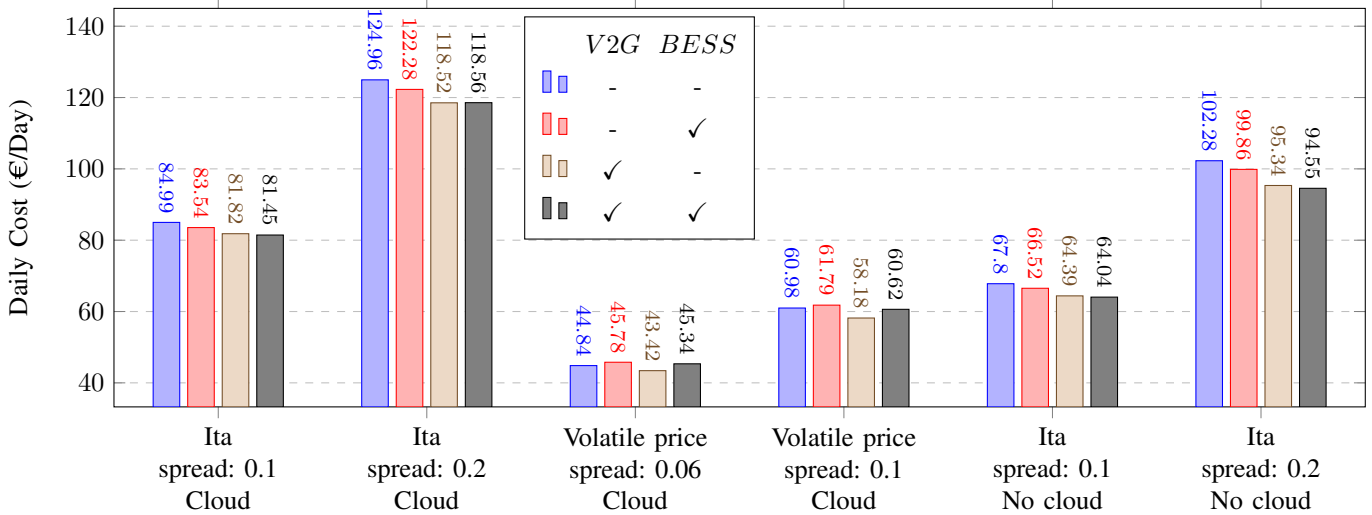 Daily Cost (€/Day)
140
120
100
80
60
40
84.99
83.54
81.82
81.45
124.96
122.28
118.52
118.56
44.84
45.78
43.42
45.34
60.98
61.79
58.18
60.62
67.8
66.52
64.39
64.04
102.28
99.86
95.34
94.55
V2G BESS
- -
- ✓
✓ -
✓ ✓
Ita
spread: 0.1
Cloud
Ita
spread: 0.2
Cloud
Volatile price
spread: 0.06
Cloud
Volatile price
spread: 0.1
Cloud
Ita
spread: 0.1
No cloud
Ita
spread: 0.2
No cloud